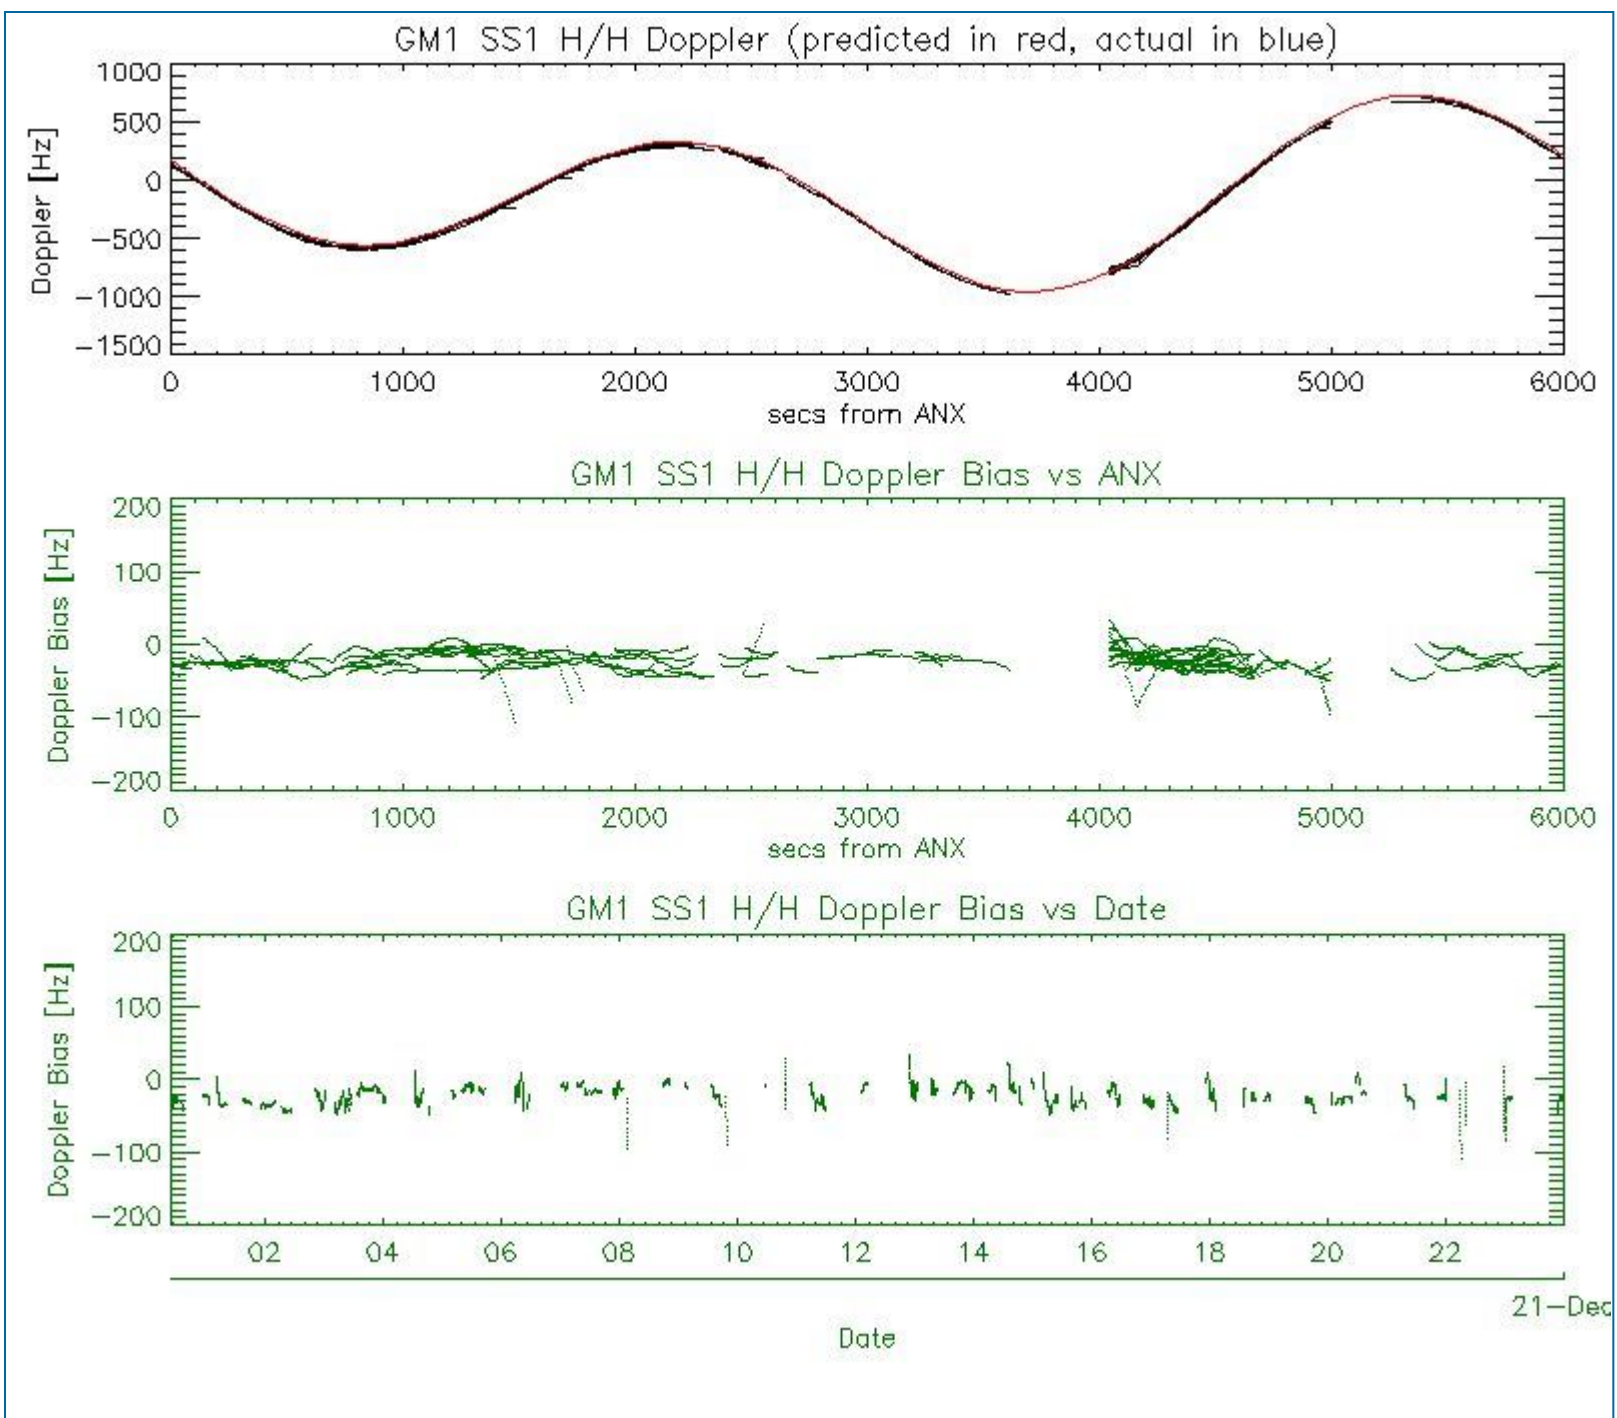 GM1 SS1 H/H Doppler (predicted in red, actual in blue)
1000
500
0
-500
-1000
-1500
Doppler [Hz]
0 1000 2000 3000 4000 5000 6000
secs from ANX
GM1 SS1 H/H Doppler Bias vs ANX
200
100
0
-100
-200
Doppler Bias [Hz]
0 1000 2000 3000 4000 5000 6000
secs from ANX
GM1 SS1 H/H Doppler Bias vs Date
200
100
0
-100
-200
Doppler Bias [Hz]
02 04 06 08 10 12 14 16 18 20 22
21-Dec
Date